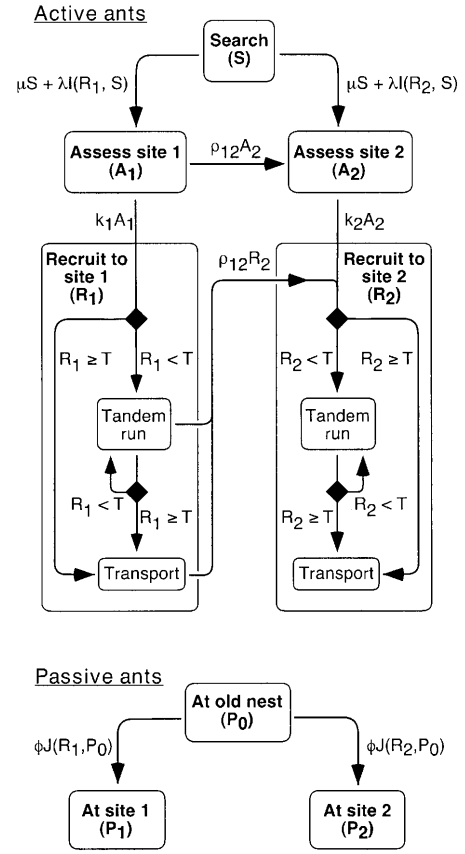 Active ants
Search
(S)
μS + λI(R₁, S)
μS + λI(R₂, S)
Assess site 1
(A₁)
ρ₁₂A₂
Assess site 2
(A₂)
k₁A₁
k₂A₂
Recruit to
site 1
(R₁)
ρ₁₂R₂
Recruit to
site 2
(R₂)
R₁ ≥ T
R₁ < T
R₂ < T
R₂ ≥ T
Tandem
run
Tandem
run
R₁ < T
R₁ ≥ T
R₂ ≥ T
R₂ < T
Transport
Transport
Passive ants
At old nest
(P₀)
ϕJ(R₁,P₀)
ϕJ(R₂,P₀)
At site 1
(P₁)
At site 2
(P₂)